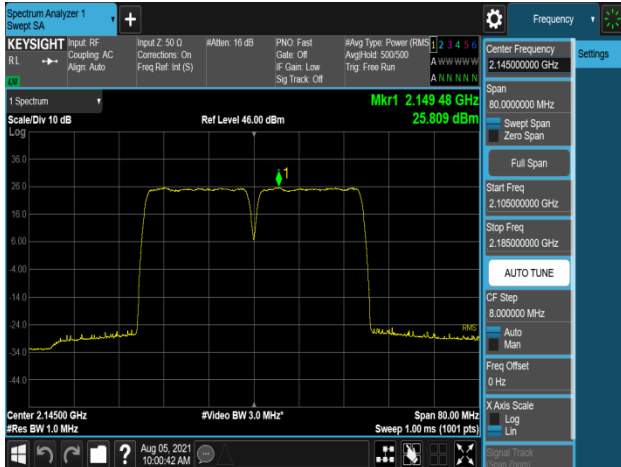 Spectrum Analyzer 1
Swept SA
+
Frequency
KEYSIGHT
RL
Input: RF
Coupling: AC
Align: Auto
Input Z: 50 Ω
Corrections: On
Freq Ref: Int (S)
#Atten: 16 dB
PNO: Fast
Gate: Off
IF Gain: Low
Sig Track: Off
#Avg Type: Power (RMS
Avg|Hold: 500/500
Trig: Free Run
1 2 3 4 5 6
A W W W W W
A N N N N N
Center Frequency
2.145000000 GHz
Settings
1 Spectrum
Scale/Div 10 dB
Log
Ref Level 46.00 dBm
Mkr1 2.149 48 GHz
25.809 dBm
36.0
26.0
16.0
6.00
-4.00
-14.0
-24.0
-34.0
-44.0
1
RMS
Center 2.14500 GHz
#Res BW 1.0 MHz
#Video BW 3.0 MHz*
Span 80.00 MHz
Sweep 1.00 ms (1001 pts)
Span
80.0000000 MHz
Swept Span
Zero Span
Full Span
Start Freq
2.105000000 GHz
Stop Freq
2.185000000 GHz
AUTO TUNE
CF Step
8.000000 MHz
Auto
Man
Freq Offset
0 Hz
X Axis Scale
Log
Lin
Signal Track
(Span Zoom)
?
Aug 05, 2021
10:00:42 AM